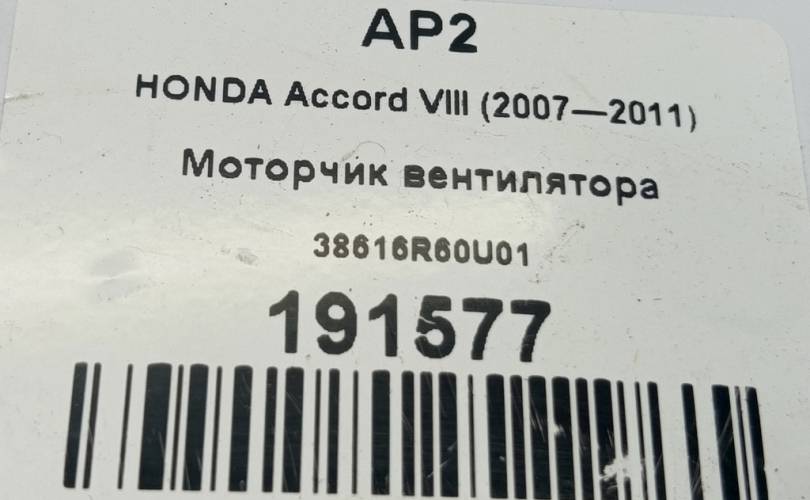 AP2
HONDA Accord VIII (2007—2011)
Моторчик вентилятора
38616R60U01
191577